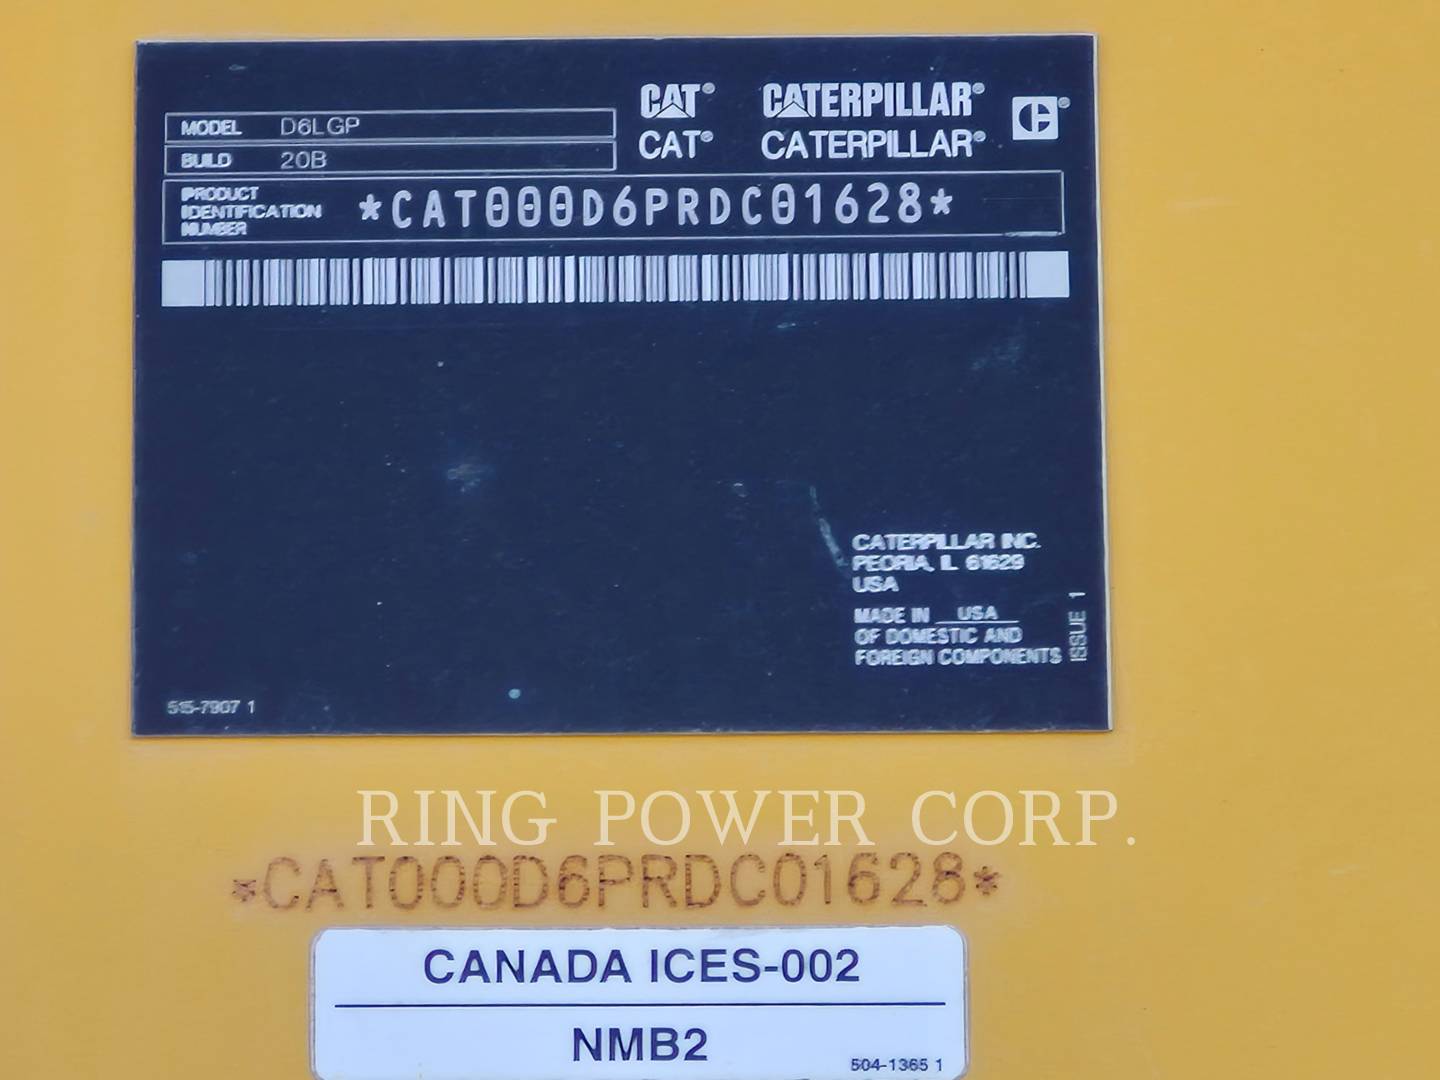 CAT® CATERPILLAR®
CAT® CATERPILLAR®
MODEL D6LGP
BUILD 20B
PRODUCT
IDENTIFICATION
NUMBER
*CAT000D6PRDC01628*
CATERPILLAR INC.
PEORIA, IL 61629
USA
MADE IN USA
OF DOMESTIC AND
FOREIGN COMPONENTS
ISSUE 1
515-7907 1
RING POWER CORP.
*CAT000D6PRDC01628*
CANADA ICES-002
NMB2
504-1365 1